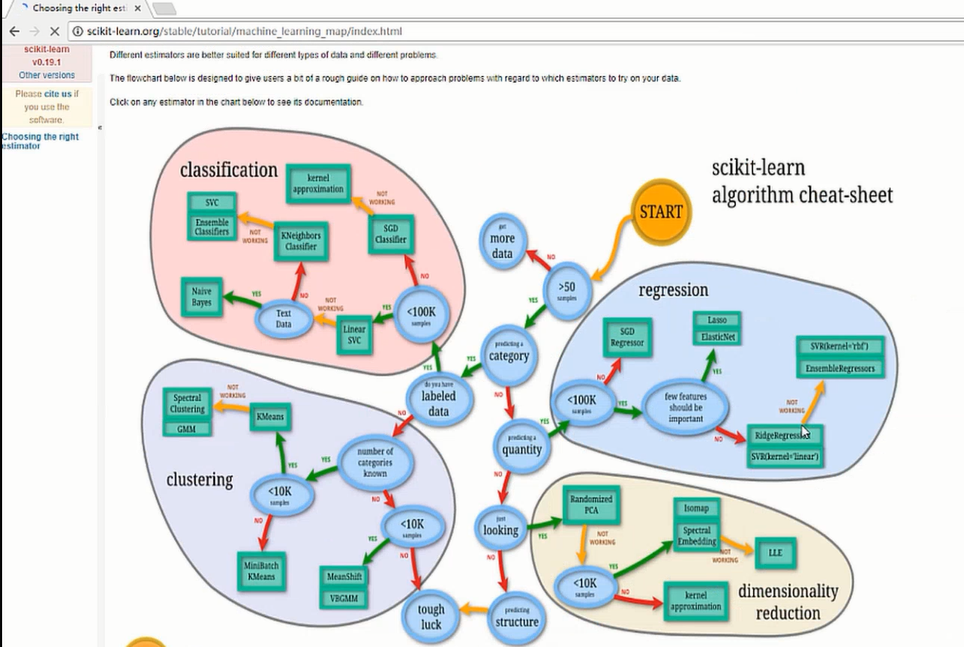 Choosing the right est
scikit-learn.org/stable/tutorial/machine_learning_map/index.html
scikit-learn
v0.19.1
Other versions
Please cite us if
you use the
software.
Choosing the right
estimator
«
Different estimators are better suited for different types of data and different problems.
The flowchart below is designed to give users a bit of a rough guide on how to approach problems with regard to which estimators to try on your data.
Click on any estimator in the chart below to see its documentation.
scikit-learn
algorithm cheat-sheet
START
get
more
data
NO
>50
samples
YES
predicting a
category
YES
NO
do you have
labeled
data
YES
NO
predicting a
quantity
YES
NO
just
looking
YES
NO
predicting
structure
tough
luck
classification
kernel
approximation
NOT
WORKING
SGD
Classifier
NO
<100K
samples
YES
Linear
SVC
NOT
WORKING
Text
Data
YES
NO
Naive
Bayes
KNeighbors
Classifier
NOT
WORKING
SVC
Ensemble
Classifiers
regression
<100K
samples
NO
YES
SGD
Regressor
few features
should be
important
YES
NO
Lasso
ElasticNet
SVR(kernel='rbf')
EnsembleRegressors
NOT
WORKING
RidgeRegression
SVR(kernel='linear')
clustering
number of
categories
known
YES
NO
<10K
samples
YES
NO
KMeans
NOT
WORKING
Spectral
Clustering
GMM
MiniBatch
KMeans
<10K
samples
YES
NO
MeanShift
VBGMM
dimensionality
reduction
Randomized
PCA
NOT
WORKING
<10K
samples
YES
NO
Isomap
Spectral
Embedding
NOT
WORKING
LLE
kernel
approximation